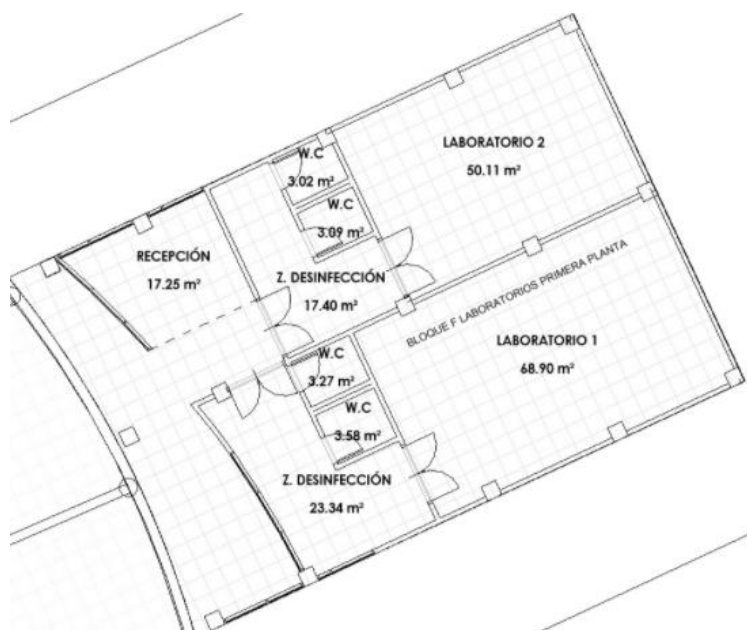 LABORATORIO 2
50.11 m²
W.C
3.02 m²
W.C
3.09 m²
RECEPCIÓN
17.25 m²
Z. DESINFECCIÓN
17.40 m²
BLOQUE F LABORATORIOS PRIMERA PLANTA
LABORATORIO 1
68.90 m²
W.C
3.27 m²
W.C
3.58 m²
Z. DESINFECCIÓN
23.34 m²